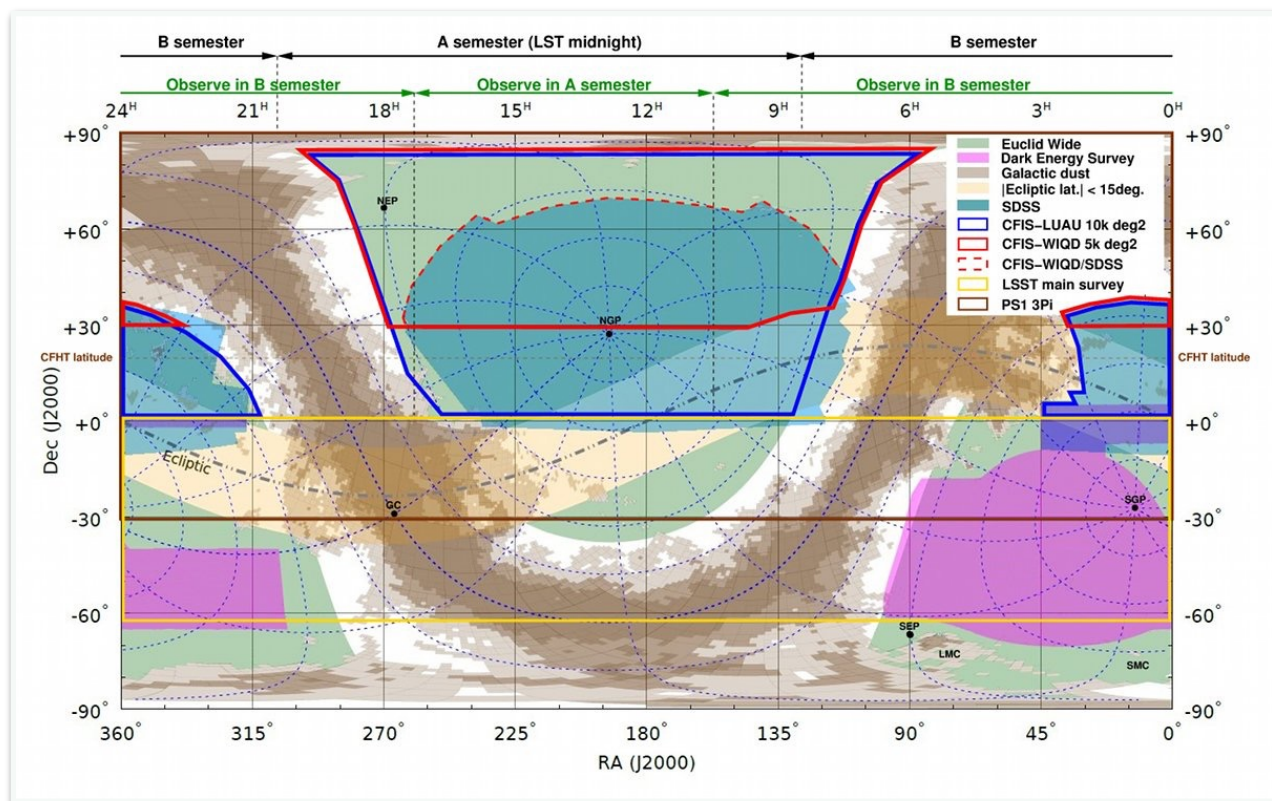 B semester A semester (LST midnight) B semester
Observe in B semester Observe in A semester Observe in B semester
24H 21H 18H 15H 12H 9H 6H 3H 0H
+90° +90°
Euclid Wide
Dark Energy Survey
Galactic dust
|Ecliptic lat.| < 15deg.
SDSS
CFIS-LUAU 10k deg2
CFIS-WIQD 5k deg2
CFIS-WIQD/SDSS
LSST main survey
PS1 3Pi
NEP
+60° +60°
NGP
+30° +30°
CFHT latitude CFHT latitude
Dec (J2000)
+0° +0°
Ecliptic
GC SGP
-30° -30°
-60° -60°
SEP
LMC
SMC
-90° -90°
360° 315° 270° 225° 180° 135° 90° 45° 0°
RA (J2000)